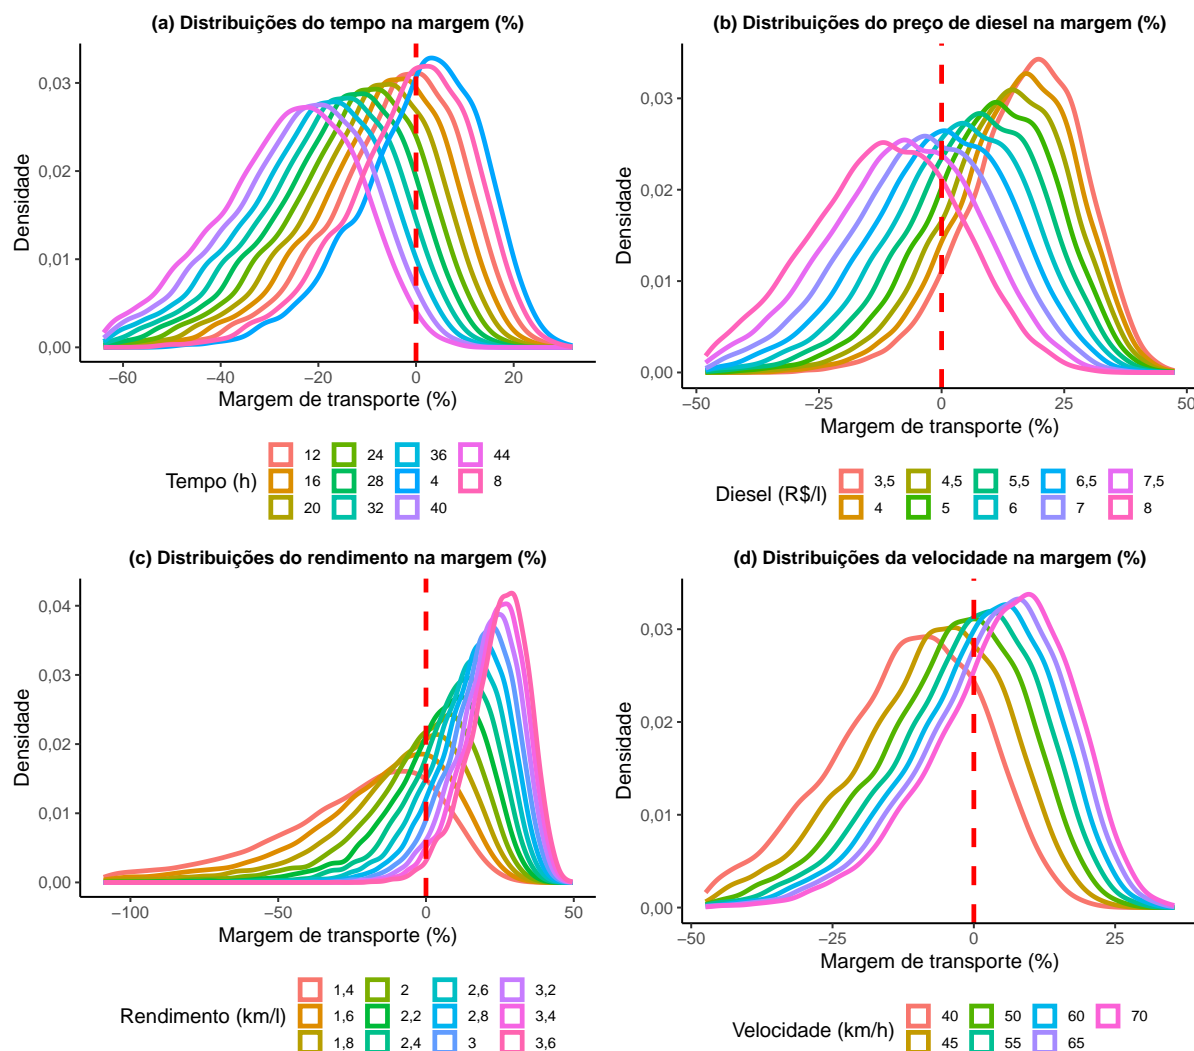 (a) Distribuições do tempo na margem (%)
Densidade
0,03
0,02
0,01
0,00
−60 −40 −20 0 20
Margem de transporte (%)
Tempo (h)
12 24 36 44
16 28 4 8
20 32 40
(b) Distribuições do preço de diesel na margem (%)
Densidade
0,03
0,02
0,01
0,00
−50 −25 0 25 50
Margem de transporte (%)
Diesel (R$/l)
3,5 4,5 5,5 6,5 7,5
4 5 6 7 8
(c) Distribuições do rendimento na margem (%)
Densidade
0,04
0,03
0,02
0,01
0,00
−100 −50 0 50
Margem de transporte (%)
Rendimento (km/l)
1,4 2 2,6 3,2
1,6 2,2 2,8 3,4
1,8 2,4 3 3,6
(d) Distribuições da velocidade na margem (%)
Densidade
0,03
0,02
0,01
0,00
−50 −25 0 25
Margem de transporte (%)
Velocidade (km/h)
40 50 60 70
45 55 65